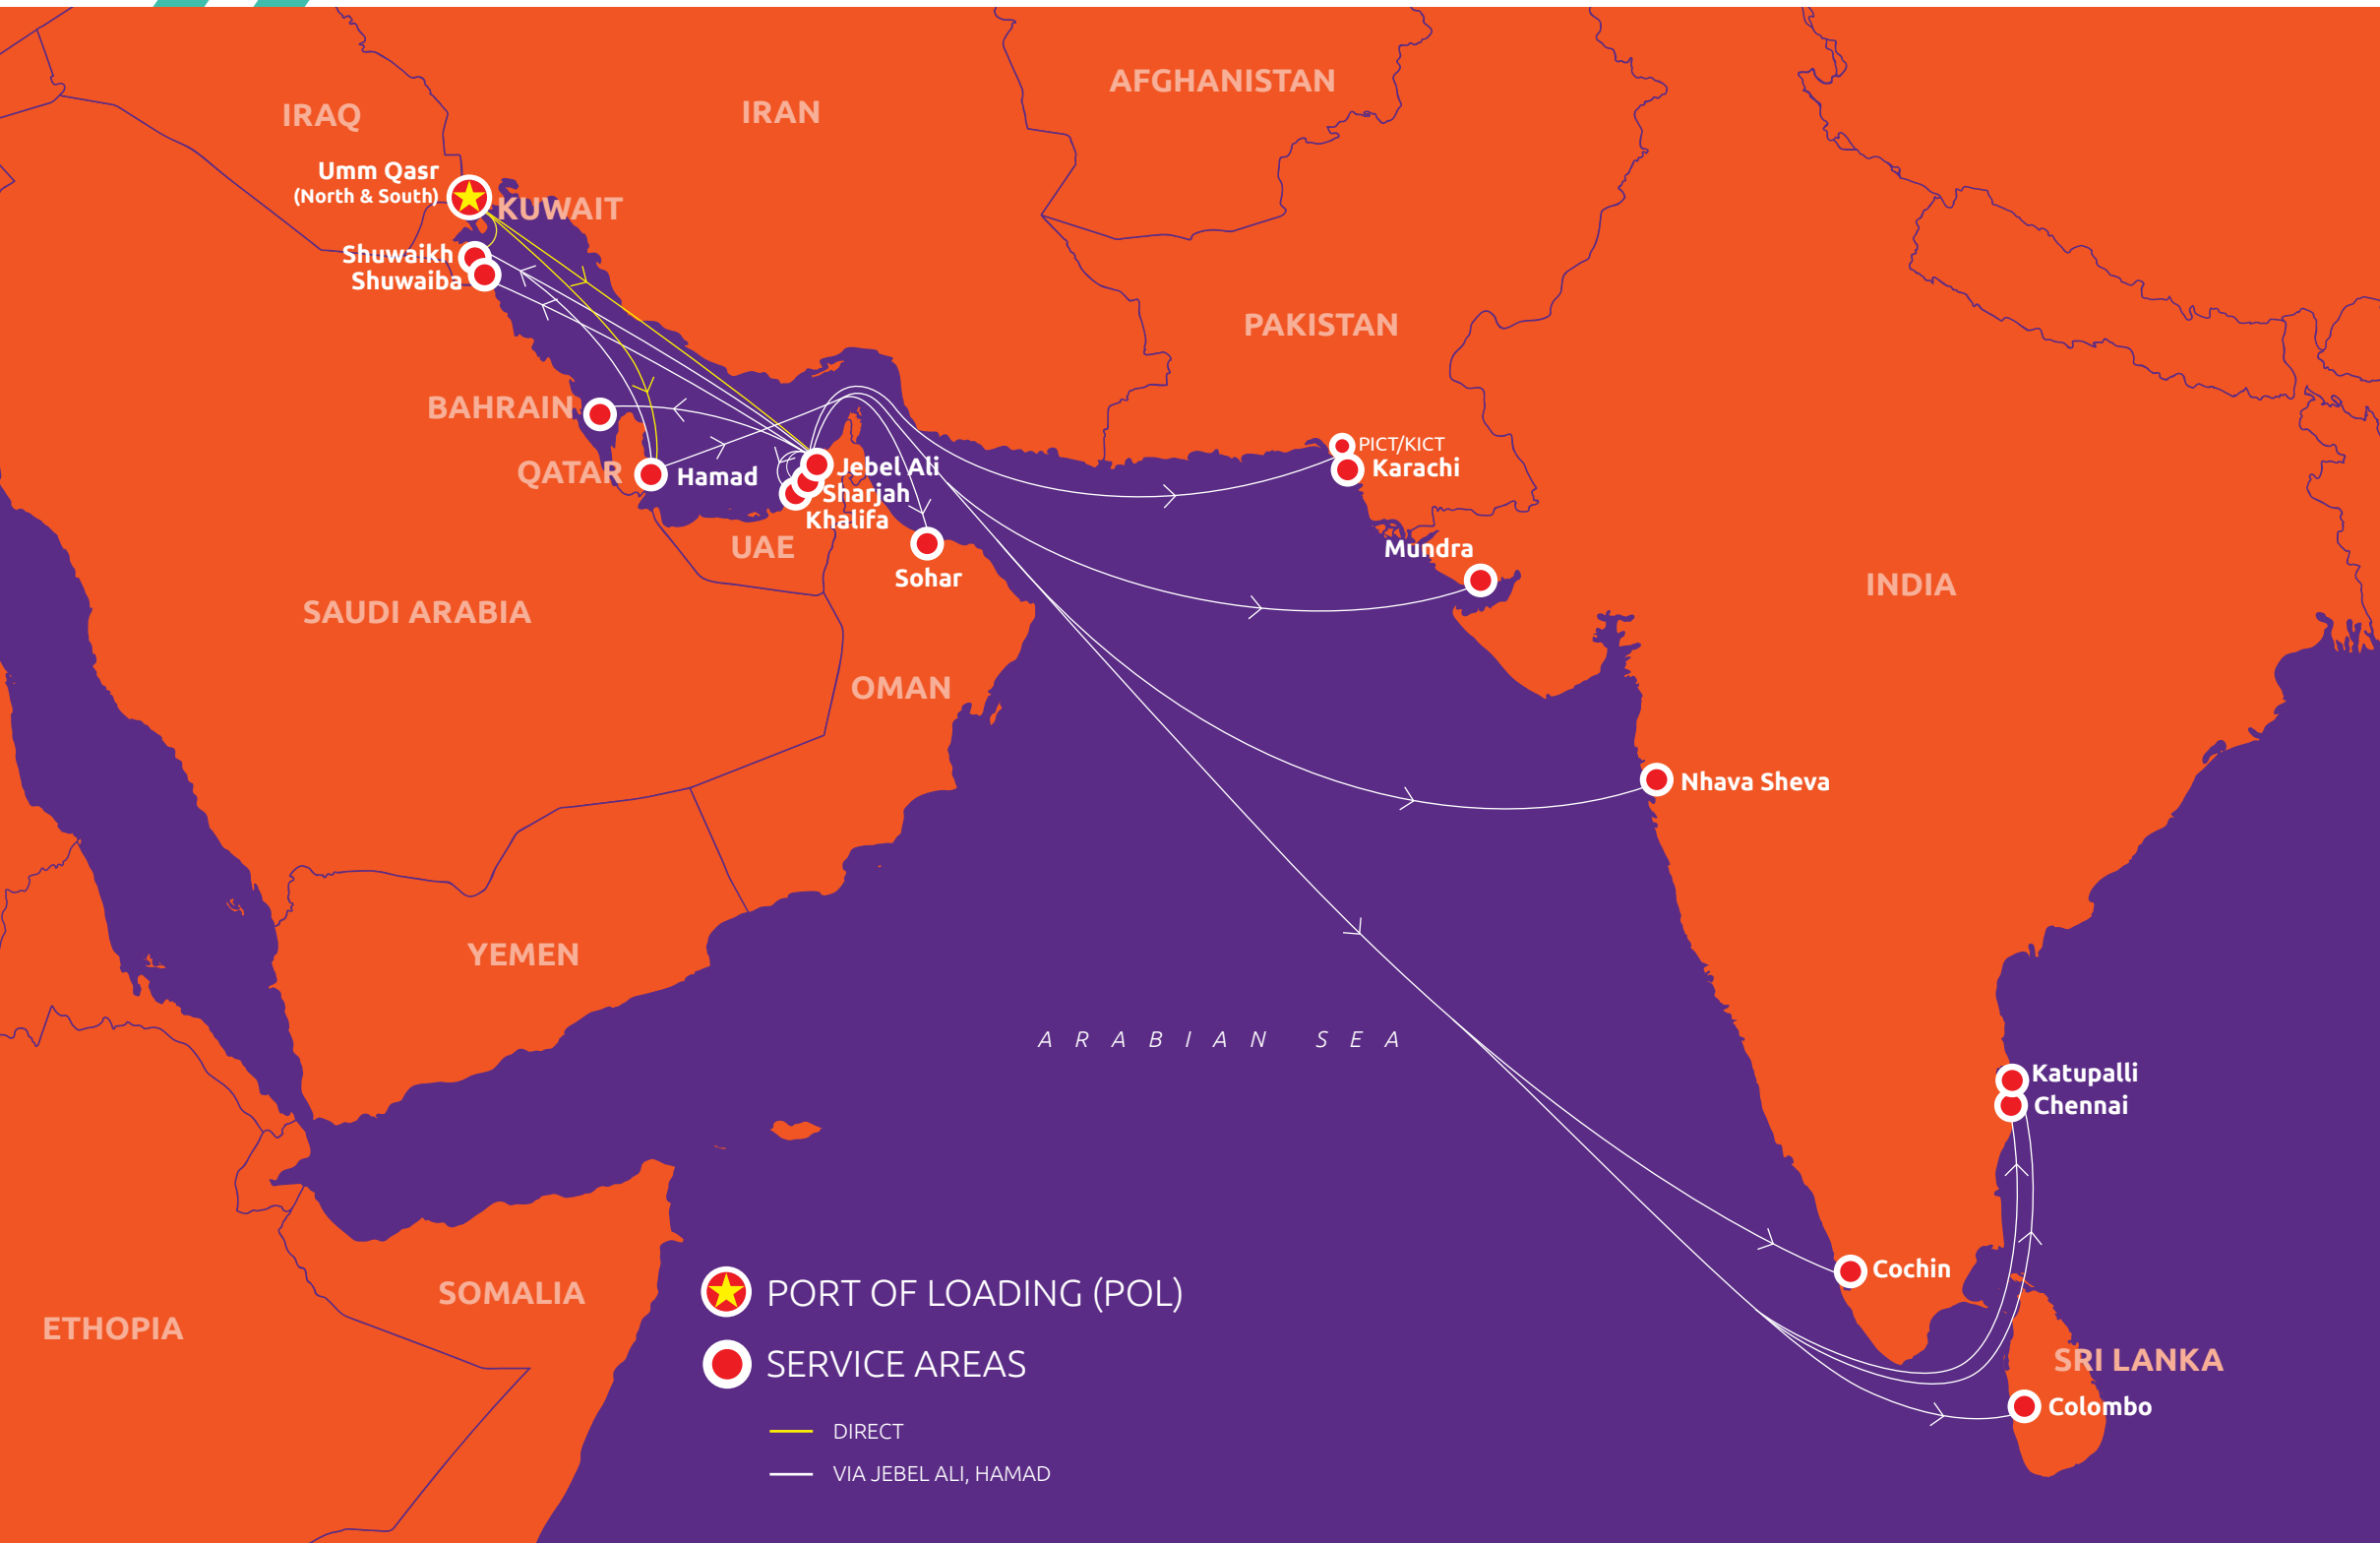 AFGHANISTAN
IRAQ
IRAN
Umm Qasr
(North & South)
KUWAIT
Shuwaikh
Shuwaiba
PAKISTAN
BAHRAIN
QATAR
Hamad
Jebel Ali
Sharjah
Khalifa
PICT/KICT
Karachi
UAE
Sohar
Mundra
INDIA
SAUDI ARABIA
OMAN
Nhava Sheva
YEMEN
ARABIAN SEA
Katupalli
Chennai
Cochin
SOMALIA
ETHOPIA
SRI LANKA
Colombo
PORT OF LOADING (POL)
SERVICE AREAS
DIRECT
VIA JEBEL ALI, HAMAD